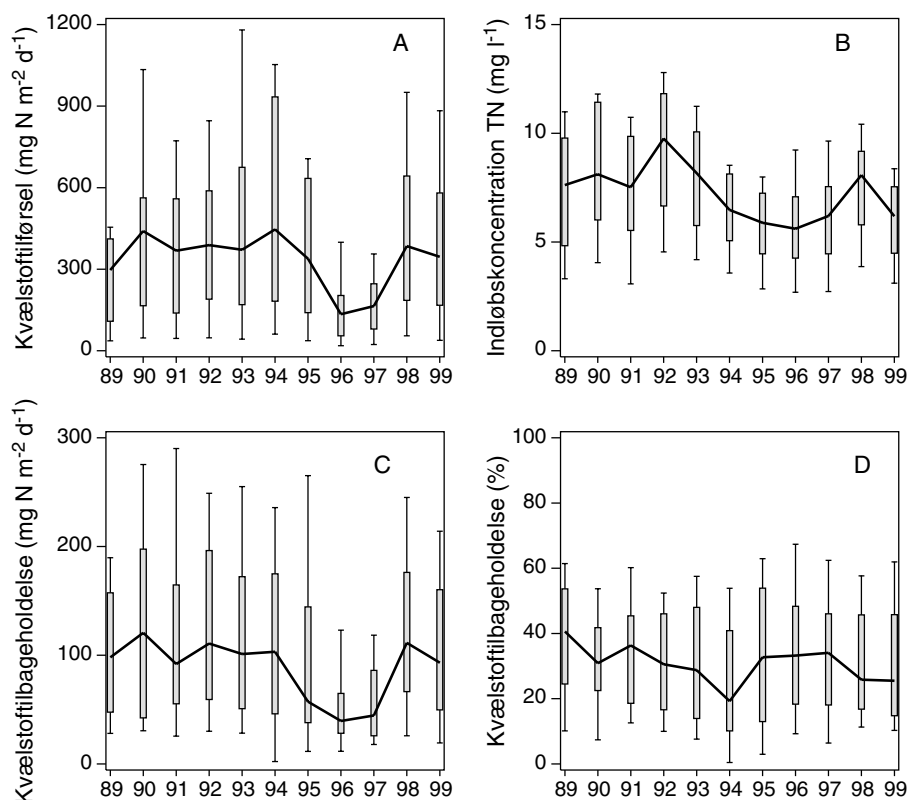 Kvælstoftilførsel (mg N m-2 d-1)
1200
900
600
300
0
A
89 90 91 92 93 94 95 96 97 98 99
Indløbskoncentration TN (mg l-1)
15
10
5
0
B
89 90 91 92 93 94 95 96 97 98 99
Kvælstoftilbageholdelse (mg N m-2 d-1)
300
200
100
0
C
89 90 91 92 93 94 95 96 97 98 99
Kvælstoftilbageholdelse (%)
100
80
60
40
20
0
D
89 90 91 92 93 94 95 96 97 98 99